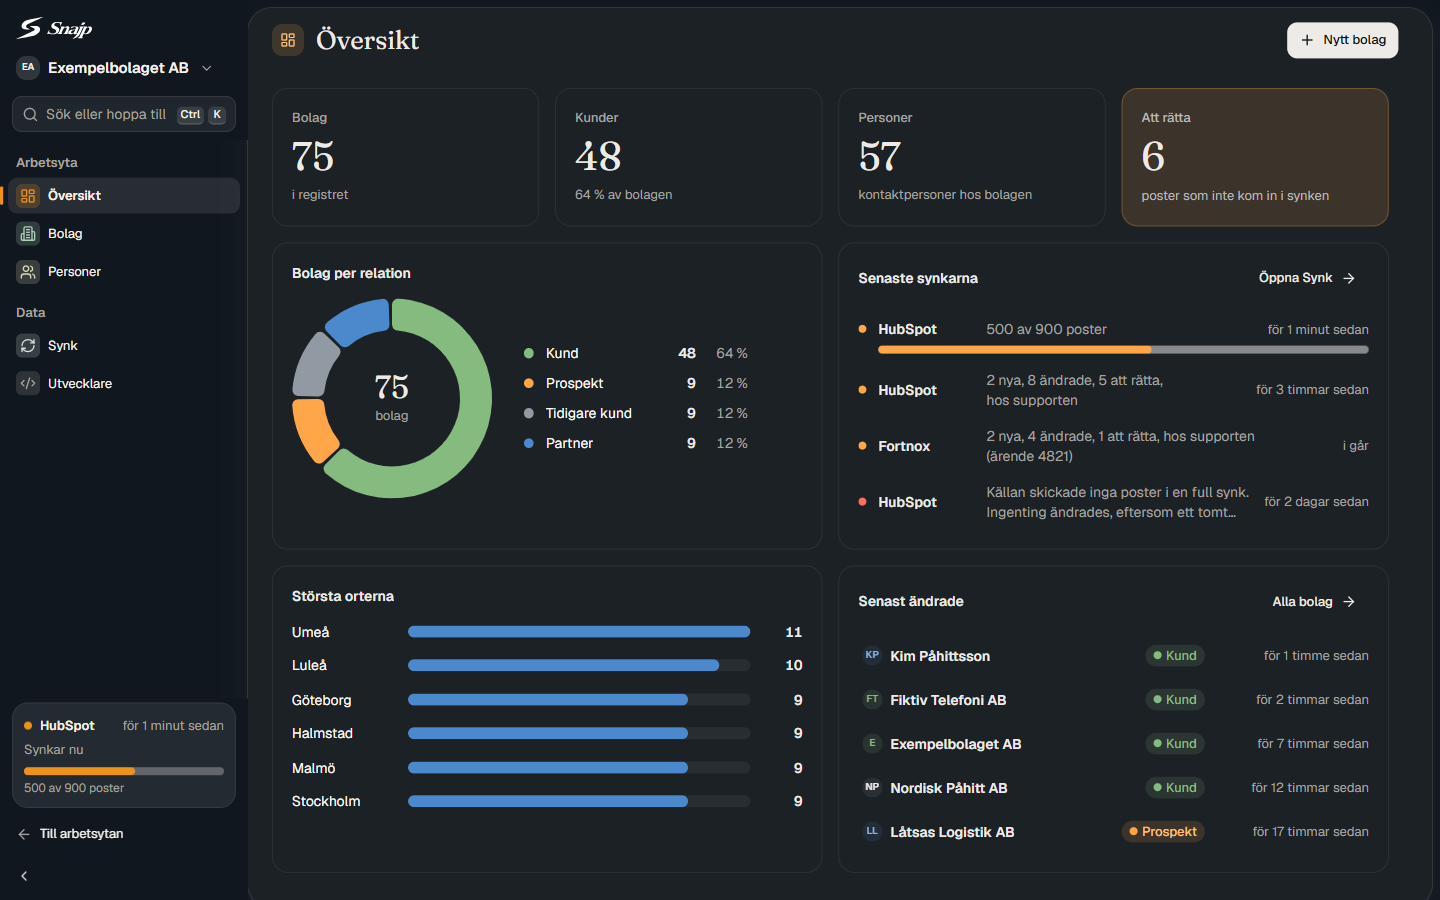 Snajp
EA Exempelbolaget AB
Sök eller hoppa till Ctrl K
Arbetsyta
Översikt
Bolag
Personer
Data
Synk
Utvecklare
HubSpot för 1 minut sedan
Synkar nu
500 av 900 poster
Till arbetsytan
Översikt
Nytt bolag
Bolag
75
i registret
Kunder
48
64 % av bolagen
Personer
57
kontaktpersoner hos bolagen
Att rätta
6
poster som inte kom in i synken
Bolag per relation
75
bolag
Kund 48 64 %
Prospekt 9 12 %
Tidigare kund 9 12 %
Partner 9 12 %
Senaste synkarna
Öppna Synk
HubSpot 500 av 900 poster för 1 minut sedan
HubSpot 2 nya, 8 ändrade, 5 att rätta, för 3 timmar sedan
hos supporten
Fortnox 2 nya, 4 ändrade, 1 att rätta, hos supporten i går
(ärende 4821)
HubSpot Källan skickade inga poster i en full synk. för 2 dagar sedan
Ingenting ändrades, eftersom ett tomt…
Största orterna
Umeå 11
Luleå 10
Göteborg 9
Halmstad 9
Malmö 9
Stockholm 9
Senast ändrade
Alla bolag
KP Kim Påhittsson Kund för 1 timme sedan
FT Fiktiv Telefoni AB Kund för 2 timmar sedan
E Exempelbolaget AB Kund för 7 timmar sedan
NP Nordisk Påhitt AB Kund för 12 timmar sedan
LL Låtsas Logistik AB Prospekt för 17 timmar sedan